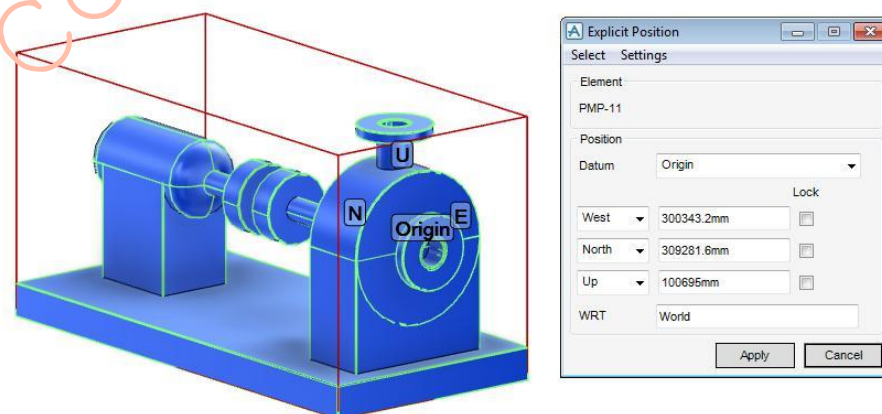 U
N
E
Origin
Explicit Position
Select Settings
Element
PMP-11
Position
Datum Origin
Lock
West 300343.2mm
North 309281.6mm
Up 100695mm
WRT World
Apply Cancel